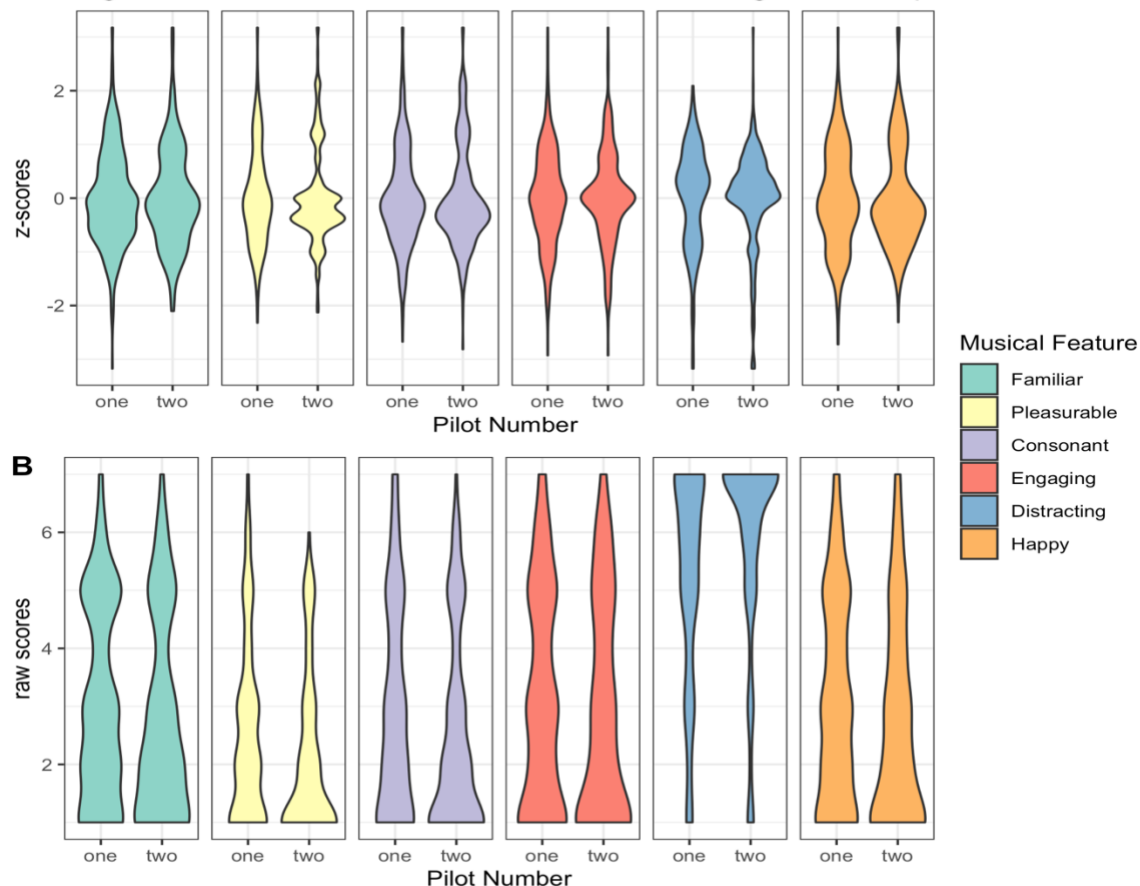 2
0
-2
z-scores
one two one two one two one two one two one two
Pilot Number
Musical Feature
Familiar
Pleasurable
Consonant
Engaging
Distracting
Happy
B
6
4
2
raw scores
one two one two one two one two one two one two
Pilot Number